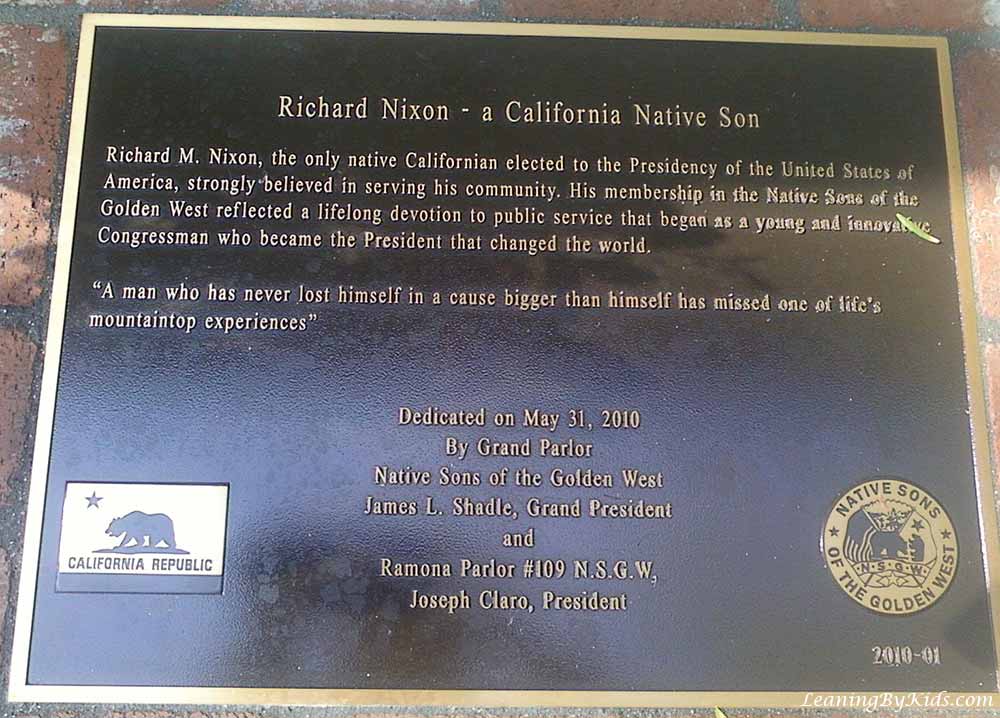 Richard Nixon - a California Native Son
Richard M. Nixon, the only native Californian elected to the Presidency of the United States of
America, strongly believed in serving his community. His membership in the Native Sons of the
Golden West reflected a lifelong devotion to public service that began as a young and innovative
Congressman who became the President that changed the world.
“A man who has never lost himself in a cause bigger than himself has missed one of life's
mountaintop experiences”
Dedicated on May 31, 2010
By Grand Parlor
Native Sons of the Golden West
James L. Shadle, Grand President
and
Ramona Parlor #109 N.S.G.W,
Joseph Claro, President
CALIFORNIA REPUBLIC
NATIVE SONS
OF THE GOLDEN WEST
N.S.G.W.
2010-01
LeaningByKids.com